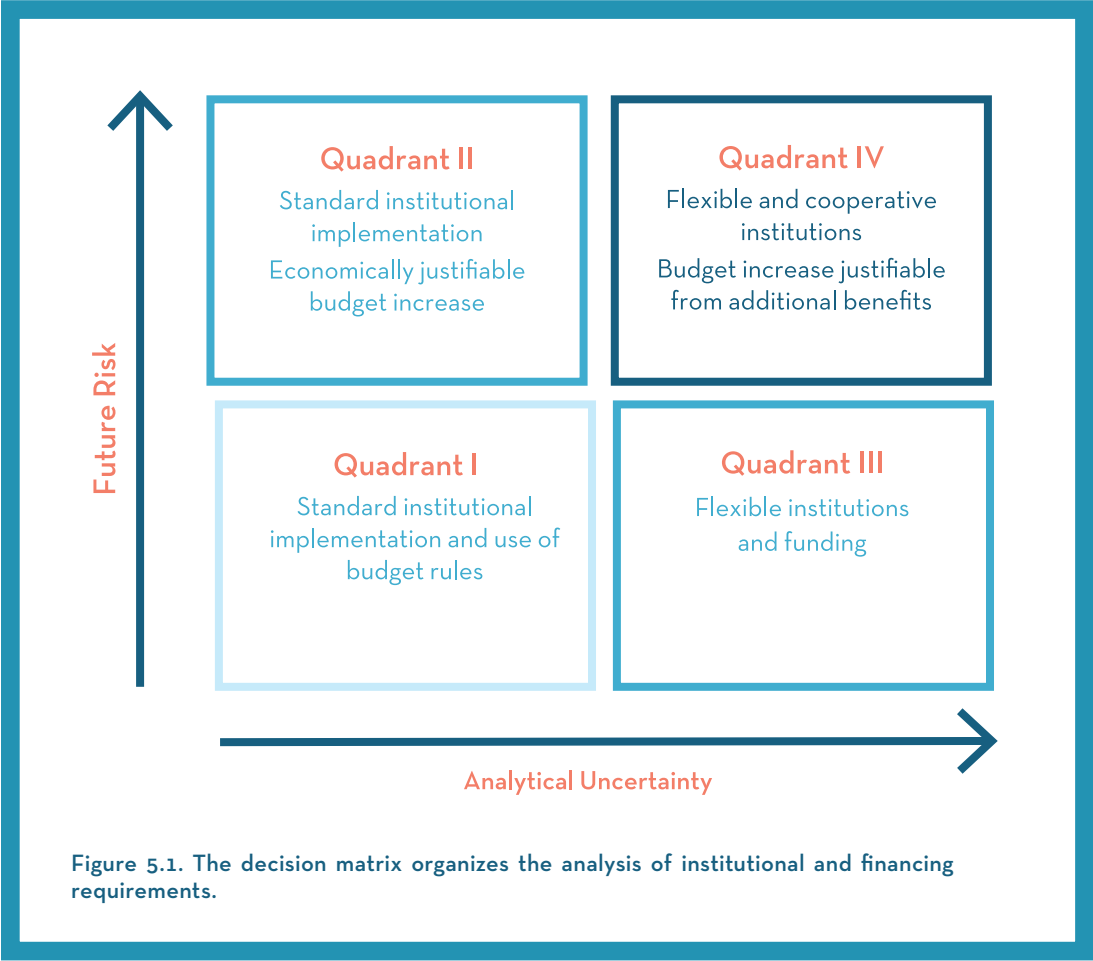 Quadrant II
Standard institutional
implementation
Economically justifiable
budget increase
Quadrant IV
Flexible and cooperative
institutions
Budget increase justifiable
from additional benefits
Future Risk
Quadrant I
Standard institutional
implementation and use of
budget rules
Quadrant III
Flexible institutions
and funding
Analytical Uncertainty
Figure 5.1. The decision matrix organizes the analysis of institutional and financing
requirements.